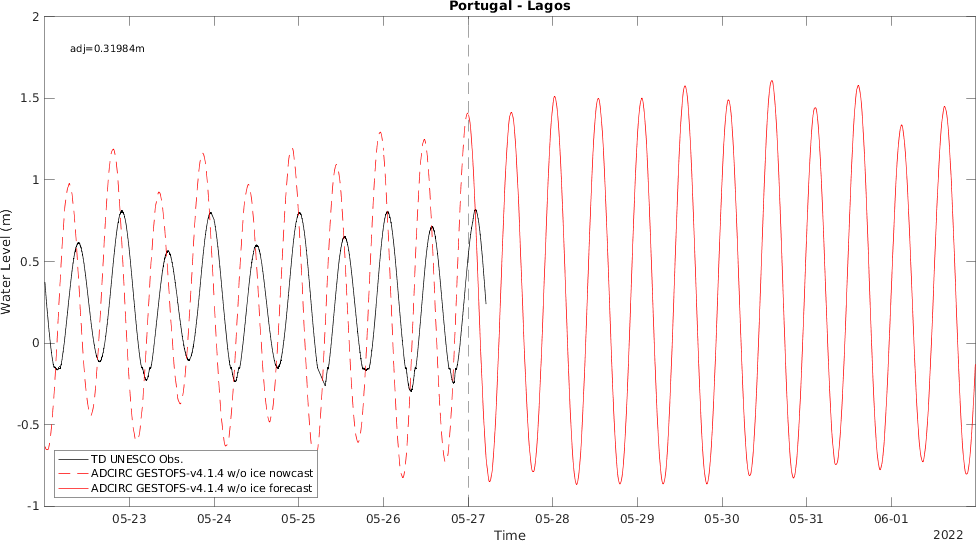 Portugal - Lagos
adj=0.31984m
Water Level (m)
2
1.5
1
0.5
0
-0.5
-1
TD UNESCO Obs.
ADCIRC GESTOFS-v4.1.4 w/o ice nowcast
ADCIRC GESTOFS-v4.1.4 w/o ice forecast
05-23 05-24 05-25 05-26 05-27 05-28 05-29 05-30 05-31 06-01
Time
2022